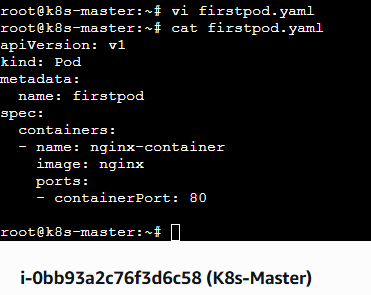 root@k8s-master:~# vi firstpod.yaml
root@k8s-master:~# cat firstpod.yaml
apiVersion: v1
kind: Pod
metadata:
  name: firstpod
spec:
  containers:
  - name: nginx-container
    image: nginx
    ports:
    - containerPort: 80

root@k8s-master:~#
i-0bb93a2c76f3d6c58 (K8s-Master)